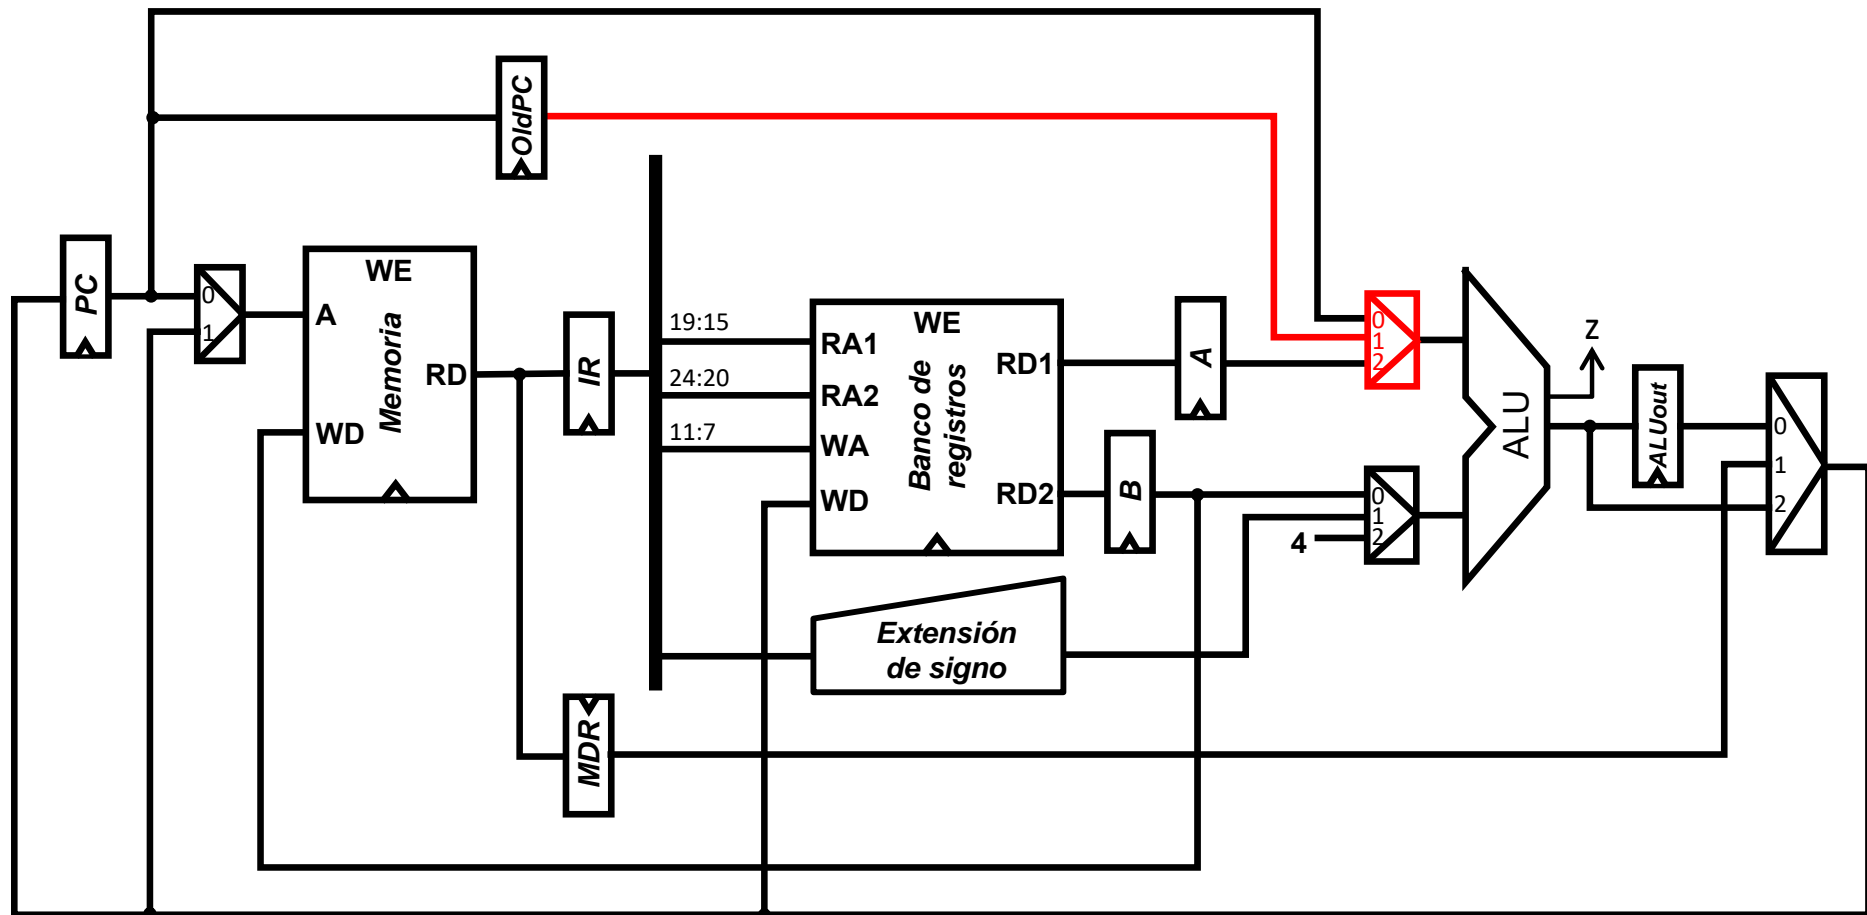 OldPC
PC
0
1
WE
A
Memoria
RD
WD
IR
19:15
24:20
11:7
WE
RA1
RA2
WA
WD
Banco de
registros
RD1
RD2
A
B
0
1
2
0
1
2
4
ALU
Z
ALUout
0
1
2
Extensión
de signo
MDR